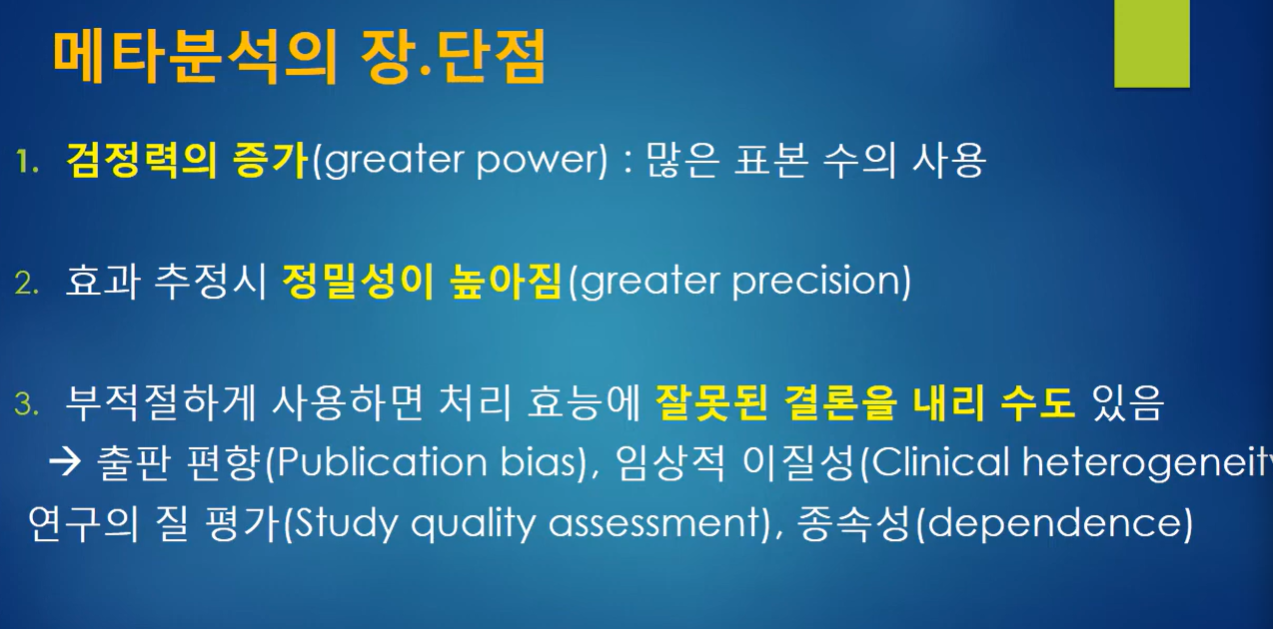 메타분석의 장.단점
1. 검정력의 증가(greater power) : 많은 표본 수의 사용
2. 효과 추정시 정밀성이 높아짐(greater precision)
3. 부적절하게 사용하면 처리 효능에 잘못된 결론을 내리 수도 있음
→ 출판 편향(Publication bias), 임상적 이질성(Clinical heterogeneity
연구의 질 평가(Study quality assessment), 종속성(dependence)